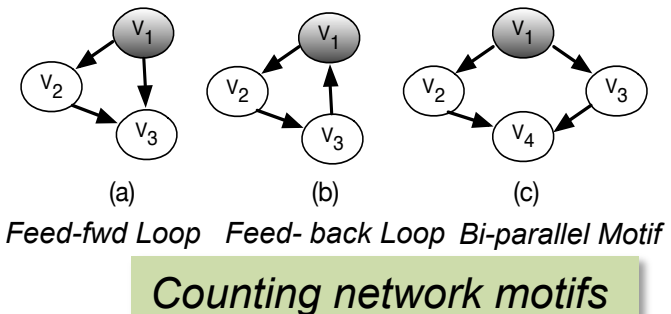 V1 V1 V1
V2 V2 V2 V3
V3 V3 V4
(a) (b) (c)
Feed-fwd Loop Feed- back Loop Bi-parallel Motif
Counting network motifs